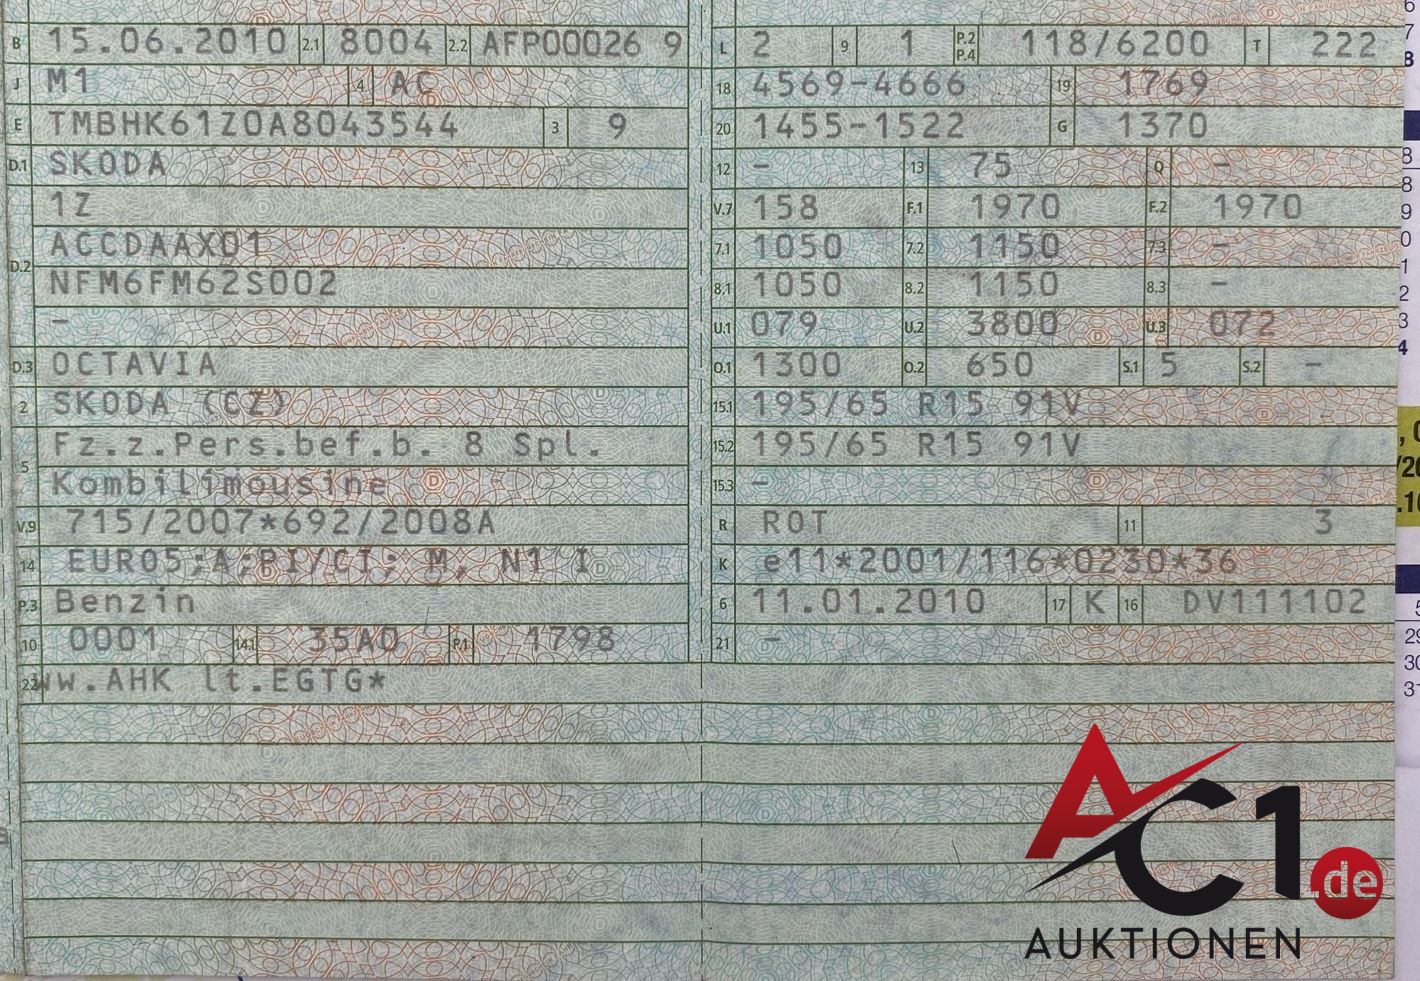 B 15.06.2010 2.1 8004 2.2 AFP00026 9
J M1 4 AC
E TMBHK61Z0A8043544 3 9
D.1 SKODA
1Z
D.2 ACCDAAX01
NFM6FM62S002
-
D.3 OCTAVIA
2 SKODA (CZ)
5 Fz.z.Pers.bef.b. 8 Spl.
Kombilimousine
V.9 715/2007*692/2008A
14 EURO5;A;PI/CI; M, N1 I
P.3 Benzin
10 0001 14.1 35A0 P.1 1798
22 ww.AHK lt.EGTG*
L 2 9 1 P.2 P.4 118/6200 T 222
18 4569-4666 19 1769
20 1455-1522 G 1370
12 - 13 75 Q -
V.7 158 F.1 1970 F.2 1970
7.1 1050 7.2 1150 7.3 -
8.1 1050 8.2 1150 8.3 -
U.1 079 U.2 3800 U.3 072
O.1 1300 O.2 650 S.1 5 S.2 -
15.1 195/65 R15 91V
15.2 195/65 R15 91V
15.3 -
R ROT 11 3
K e11*2001/116*0230*36
6 11.01.2010 17 K 16 DV111102
21 -
AC1.de
AUKTIONEN